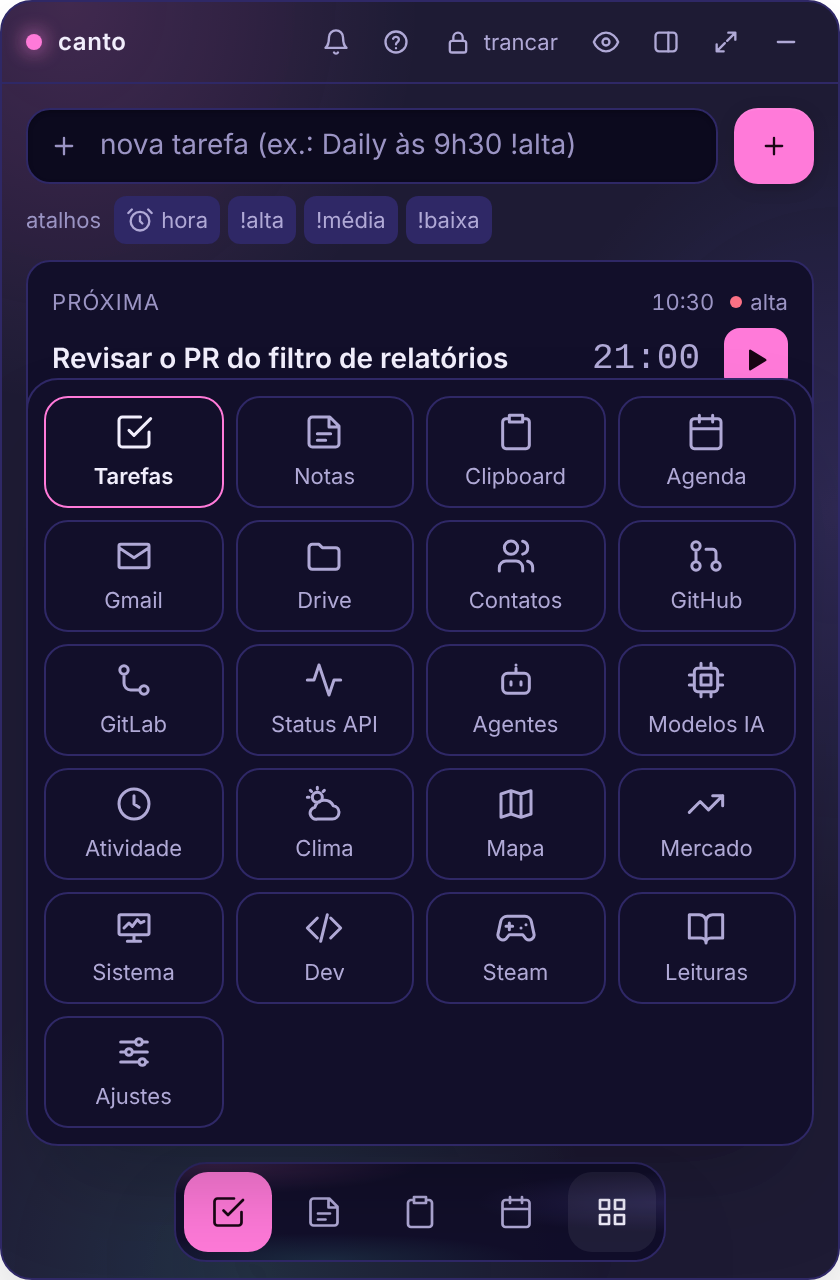 canto
trancar
nova tarefa (ex.: Daily às 9h30 !alta)
atalhos hora !alta !média !baixa
PRÓXIMA 10:30 alta
Revisar o PR do filtro de relatórios 21:00
Tarefas Notas Clipboard Agenda
Gmail Drive Contatos GitHub
GitLab Status API Agentes Modelos IA
Atividade Clima Mapa Mercado
Sistema Dev Steam Leituras
Ajustes